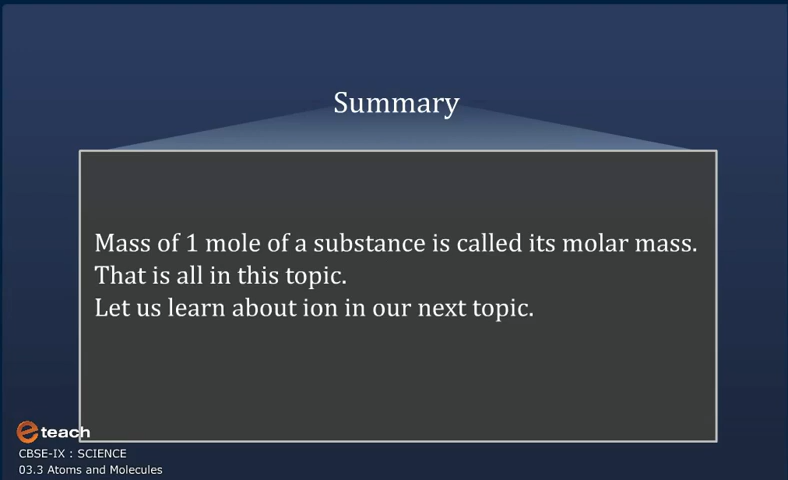 Summary
Mass of 1 mole of a substance is called its molar mass.
That is all in this topic.
Let us learn about ion in our next topic.
e teach
CBSE-IX : SCIENCE
03.3 Atoms and Molecules